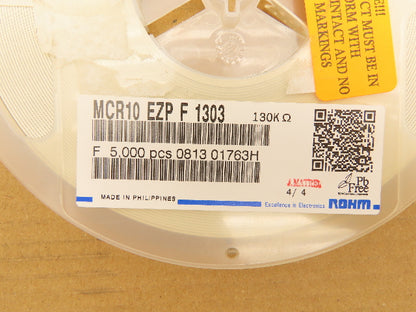 E!!!
CT MUST BE IN
ORM WITH
INTACT AND NO
MARKINGS
MCR10 EZP F 1303 130KΩ
F 5,000 pcs 0813 01763H
4/ 4
Pb
Free
MADE IN PHILIPPINES
Excellence in Electronics
ROHM